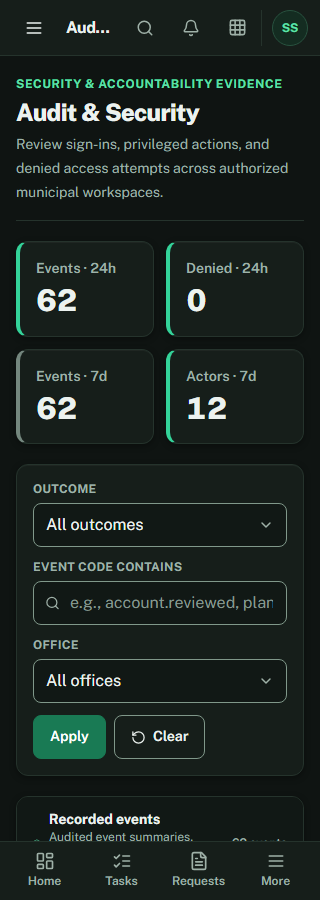 Aud...
SS
SECURITY & ACCOUNTABILITY EVIDENCE
Audit & Security
Review sign-ins, privileged actions, and
denied access attempts across authorized
municipal workspaces.
Events · 24h
62
Denied · 24h
0
Events · 7d
62
Actors · 7d
12
OUTCOME
All outcomes
EVENT CODE CONTAINS
e.g., account.reviewed, plan
OFFICE
All offices
Apply
Clear
Recorded events
Audited event summaries.
Home
Tasks
Requests
More